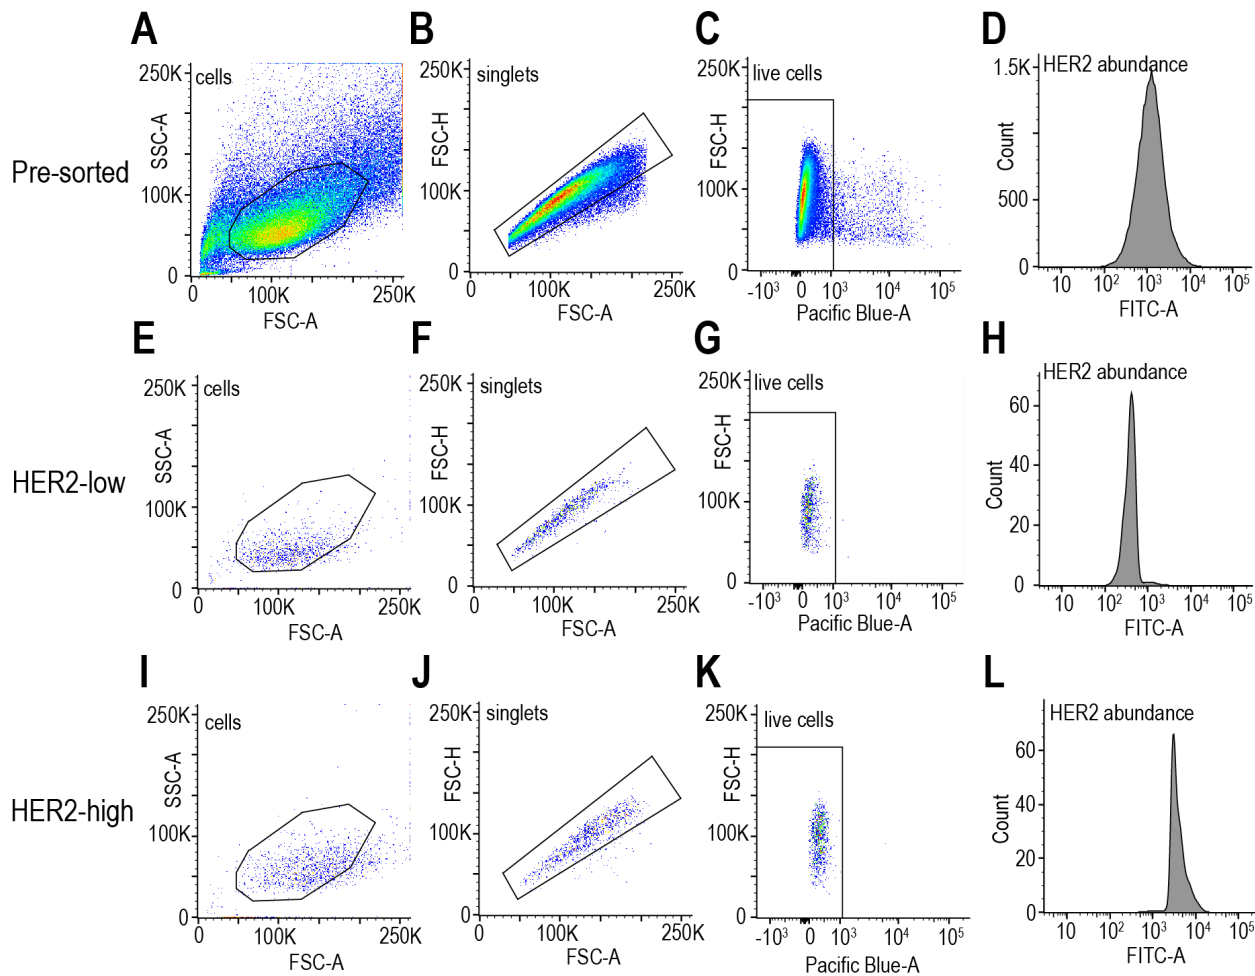 A
B
C
D
Pre-sorted
cells
250K
100K
0
SSC-A
0
100K
250K
FSC-A
singlets
250K
100K
0
FSC-H
0
100K
250K
FSC-A
live cells
250K
100K
0
FSC-H
-10³ 0 10³ 10⁴ 10⁵
Pacific Blue-A
HER2 abundance
1.5K
500
0
Count
10 10² 10³ 10⁴ 10⁵
FITC-A
E
F
G
H
HER2-low
cells
250K
100K
0
SSC-A
0
100K
250K
FSC-A
singlets
250K
100K
0
FSC-H
0
100K
250K
FSC-A
live cells
250K
100K
0
FSC-H
-10³ 0 10³ 10⁴ 10⁵
Pacific Blue-A
HER2 abundance
60
40
20
0
Count
10 10² 10³ 10⁴ 10⁵
FITC-A
I
J
K
L
HER2-high
cells
250K
100K
0
SSC-A
0
100K
250K
FSC-A
singlets
250K
100K
0
FSC-H
0
100K
250K
FSC-A
live cells
250K
100K
0
FSC-H
-10³ 0 10³ 10⁴ 10⁵
Pacific Blue-A
HER2 abundance
60
40
20
0
Count
10 10² 10³ 10⁴ 10⁵
FITC-A